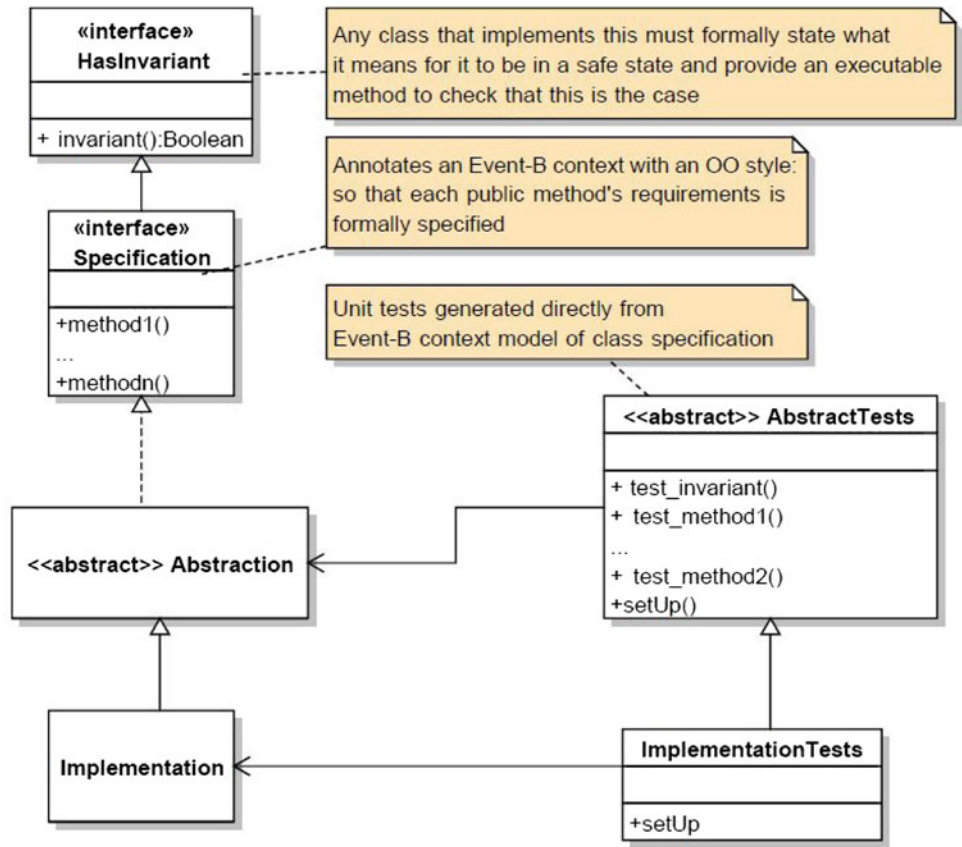 «interface»
HasInvariant
+ invariant():Boolean
Any class that implements this must formally state what
it means for it to be in a safe state and provide an executable
method to check that this is the case
Annotates an Event-B context with an OO style:
so that each public method's requirements is
formally specified
«interface»
Specification
+method1()
...
+methodn()
Unit tests generated directly from
Event-B context model of class specification
<<abstract>> AbstractTests
+ test_invariant()
+ test_method1()
...
+ test_method2()
+setUp()
<<abstract>> Abstraction
Implementation
ImplementationTests
+setUp